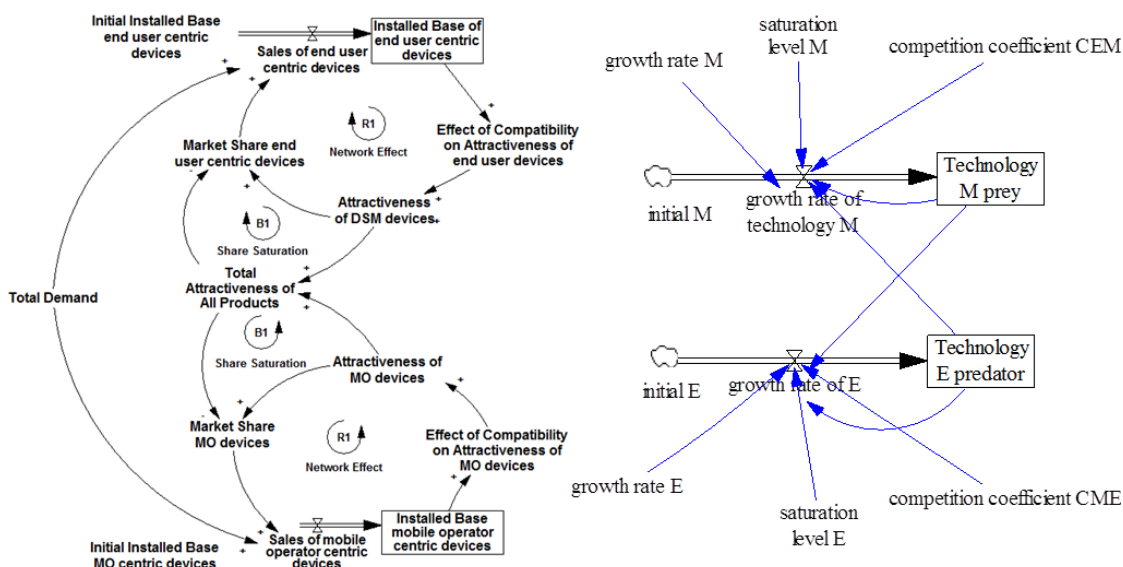 Initial Installed Base
end user centric
devices
Sales of end user
centric devices
Installed Base of
end user centric
devices
+
+
+
R1
Network Effect
Market Share end
user centric devices
Effect of Compatibility
on Attractiveness of
end user devices
-
+
+
Attractiveness
of DSM devices
+
B1
Share Saturation
+
Total
Attractiveness of
All Products
+
Total Demand
B1
Share Saturation
Attractiveness of
MO devices
+
+
-
Market Share
MO devices
R1
Network Effect
Effect of Compatibility
on Attractiveness of
MO devices
+
+
+
Initial Installed Base
MO centric devices
Sales of mobile
operator centric
devices
Installed Base
mobile operator
centric devices
saturation
level M
growth rate M
competition coefficient CEM
Technology
M prey
initial M
growth rate of
technology M
Technology
E predator
initial E
growth rate of E
growth rate E
saturation
level E
competition coefficient CME